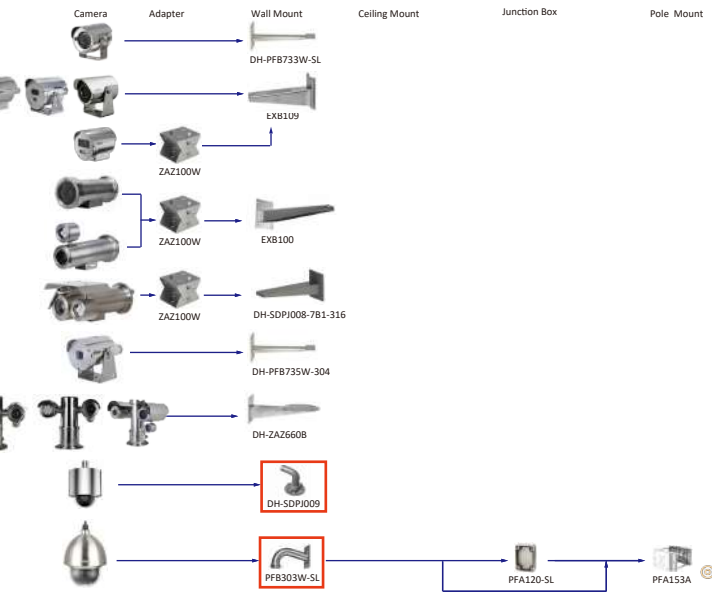 Camera Adapter Wall Mount Ceiling Mount Junction Box Pole Mount
DH-PFB733W-SL
EXB109
ZAZ100W
ZAZ100W EXB100
ZAZ100W DH-SDPJ008-7B1-316
DH-PFB735W-304
DH-ZAZ660B
DH-SDPJ009
PFB303W-SL PFA120-SL PFA153A